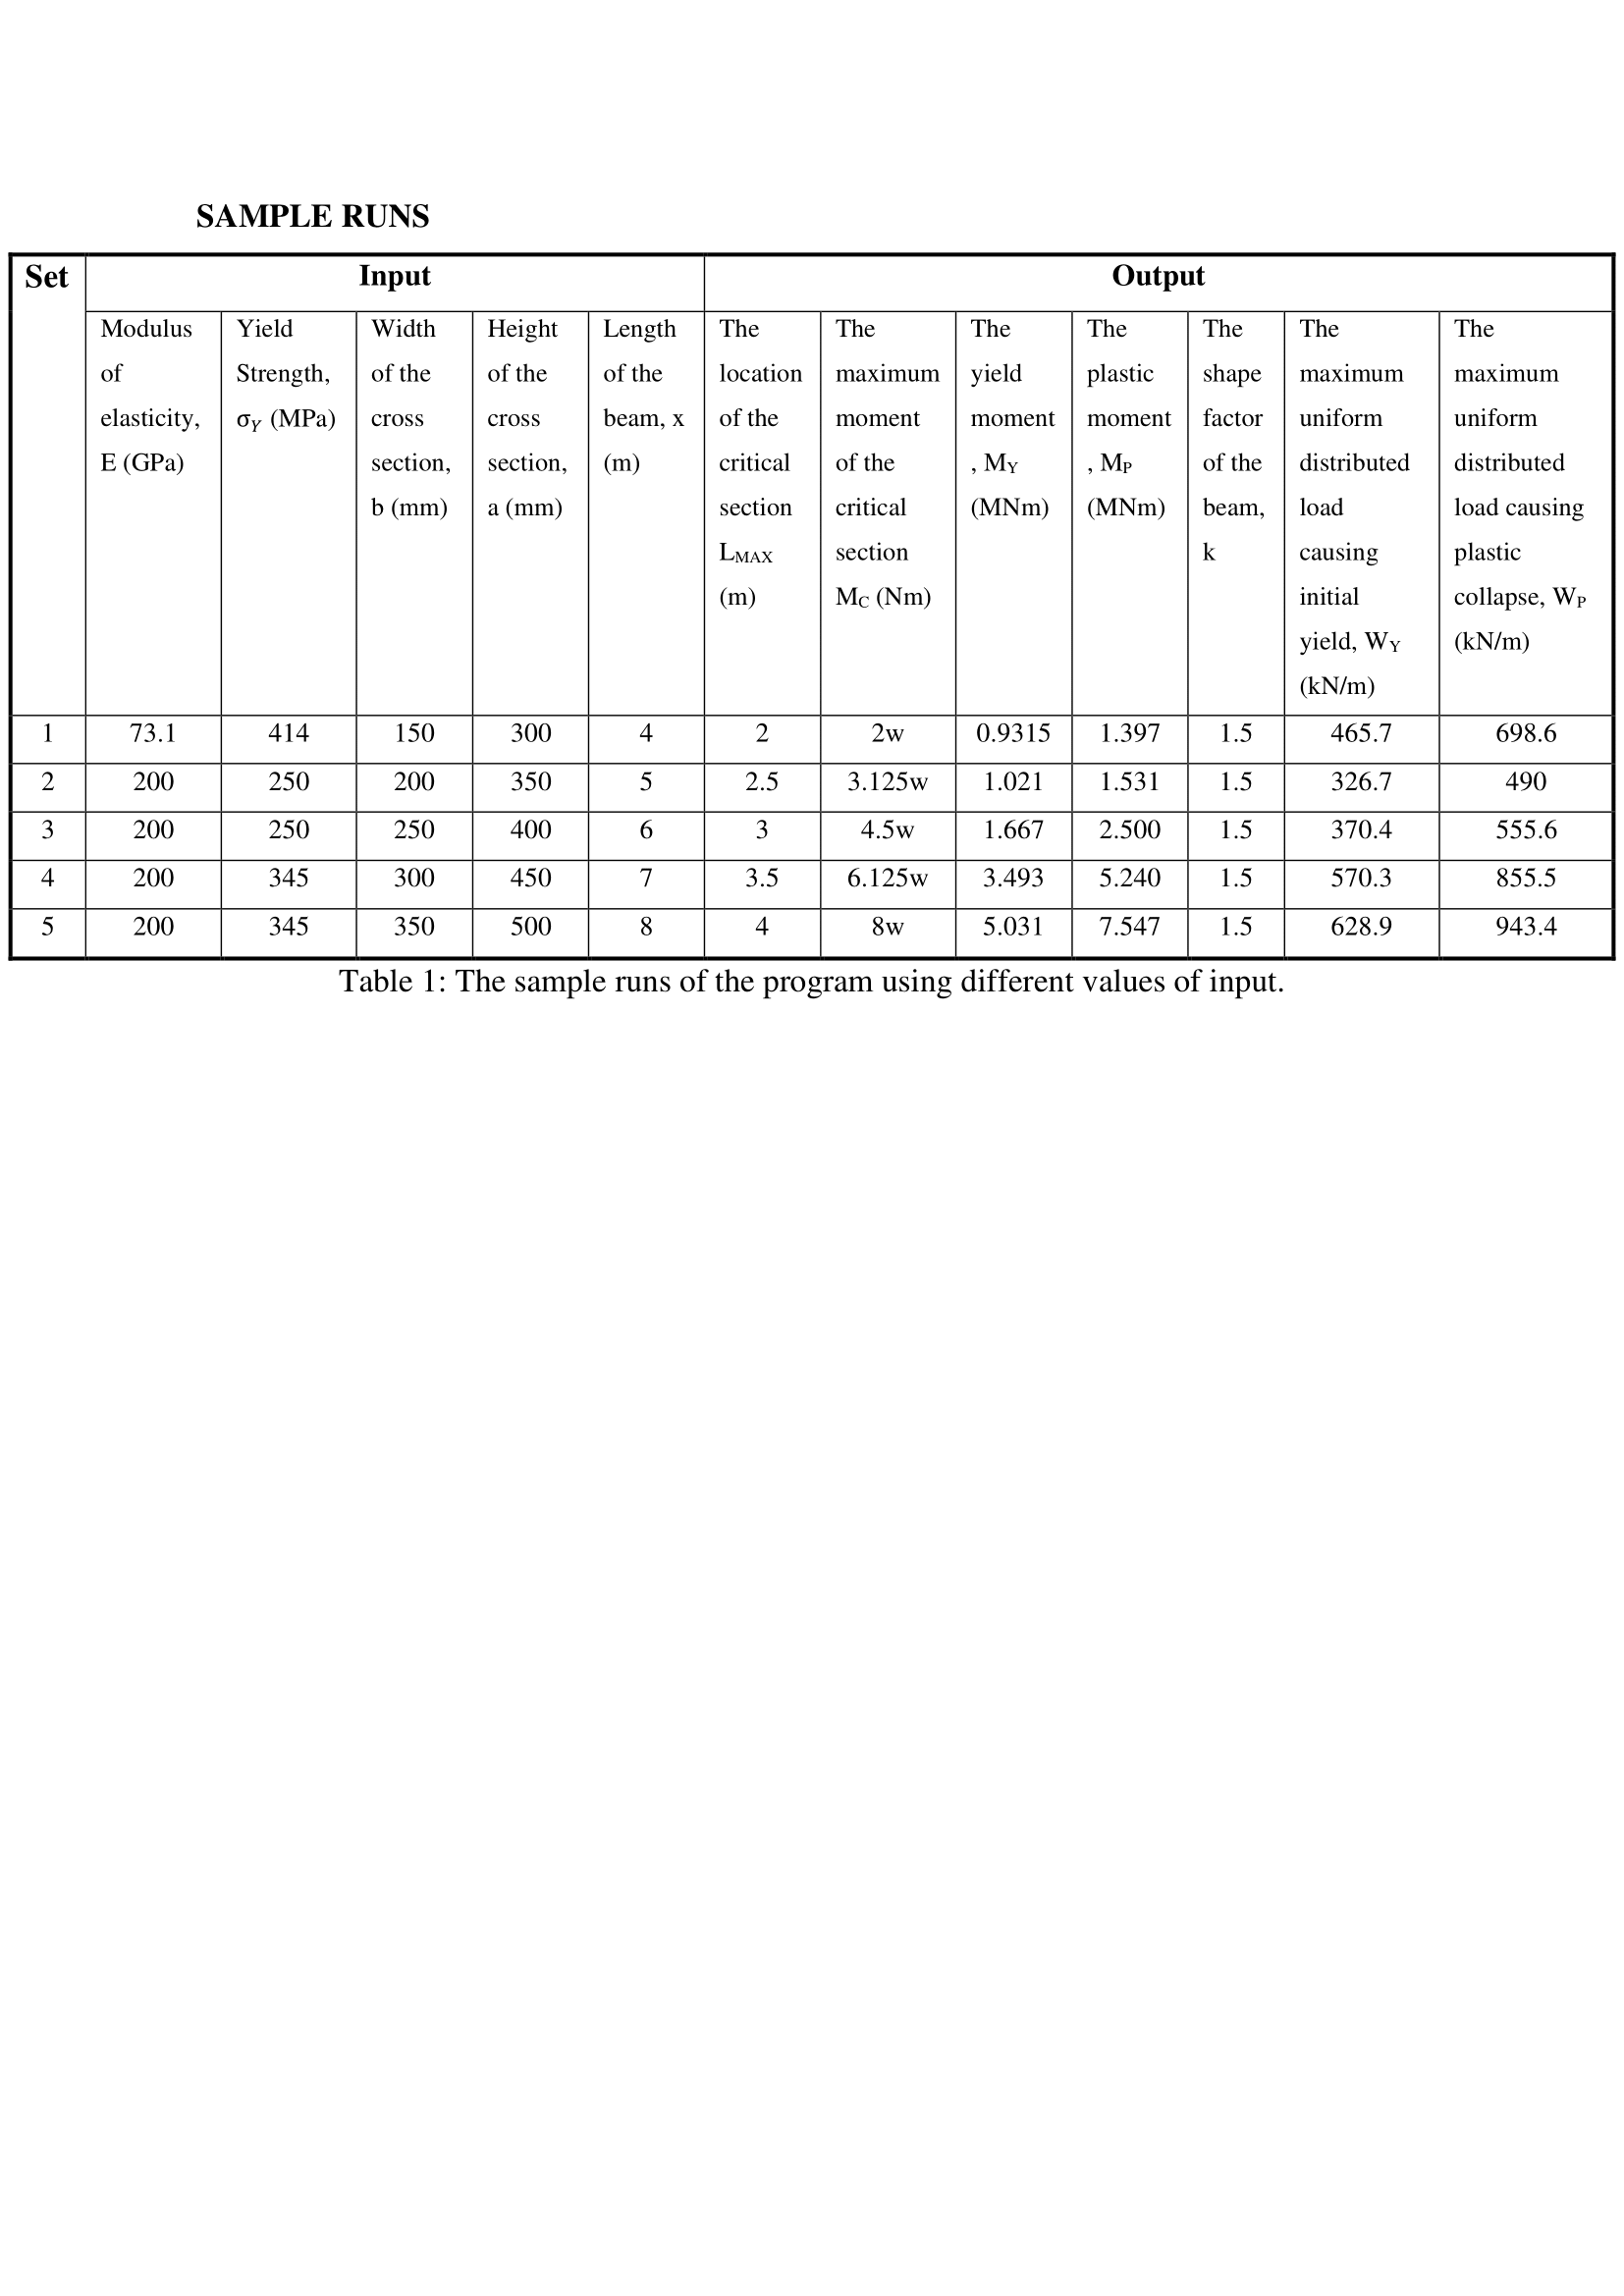 SAMPLE RUNS
Set Input Output
Modulus of elasticity, E (GPa)
Yield Strength, σY (MPa)
Width of the cross section, b (mm)
Height of the cross section, a (mm)
Length of the beam, x (m)
The location of the critical section LMAX (m)
The maximum moment of the critical section MC (Nm)
The yield moment , MY (MNm)
The plastic moment , MP (MNm)
The shape factor of the beam, k
The maximum uniform distributed load causing initial yield, WY (kN/m)
The maximum uniform distributed load causing plastic collapse, WP (kN/m)
1 73.1 414 150 300 4 2 2w 0.9315 1.397 1.5 465.7 698.6
2 200 250 200 350 5 2.5 3.125w 1.021 1.531 1.5 326.7 490
3 200 250 250 400 6 3 4.5w 1.667 2.500 1.5 370.4 555.6
4 200 345 300 450 7 3.5 6.125w 3.493 5.240 1.5 570.3 855.5
5 200 345 350 500 8 4 8w 5.031 7.547 1.5 628.9 943.4
Table 1: The sample runs of the program using different values of input.